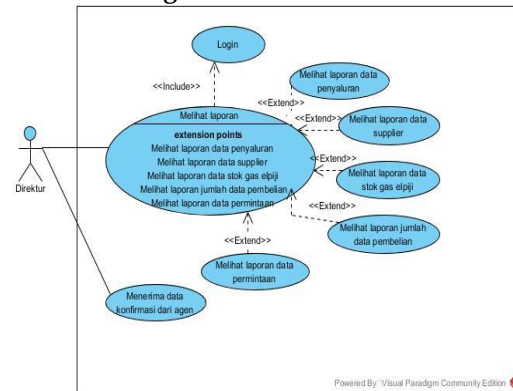 Login
<<Include>>
Melihat laporan data
penyaluran
<<Extend>>
Melihat laporan
<<Extend>>
Melihat laporan data
supplier
extension points
Melihat laporan data penyaluran
Melihat laporan data supplier
Melihat laporan data stok gas elpiji
Melihat laporan jumlah data pembelian
Melihat laporan data permintaan
<<Extend>>
Melihat laporan data
stok gas elpiji
Direktur
<<Extend>>
Melihat laporan jumlah
data pembelian
<<Extend>>
Melihat laporan data
permintaan
Menerima data
konfirmasi dari agen
Powered By Visual Paradigm Community Edition